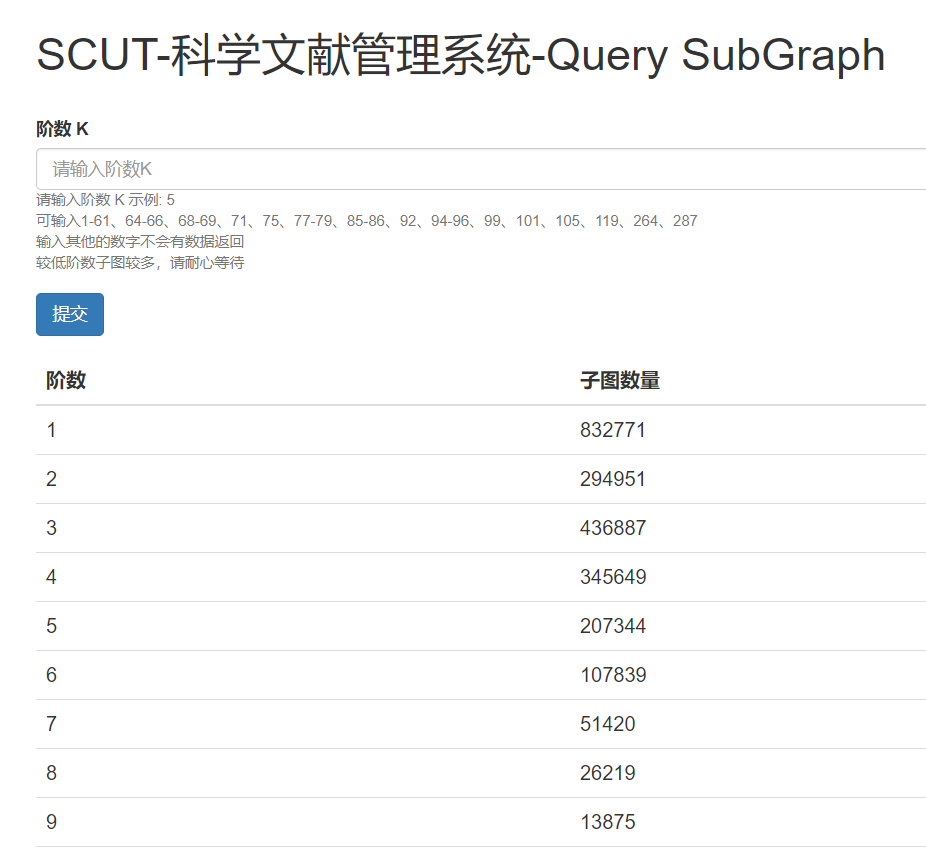 SCUT-科学文献管理系统-Query SubGraph
阶数 K
请输入阶数K
请输入阶数 K 示例: 5
可输入1-61、64-66、68-69、71、75、77-79、85-86、92、94-96、99、101、105、119、264、287
输入其他的数字不会有数据返回
较低阶数子图较多，请耐心等待
提交
阶数 子图数量
1 832771
2 294951
3 436887
4 345649
5 207344
6 107839
7 51420
8 26219
9 13875